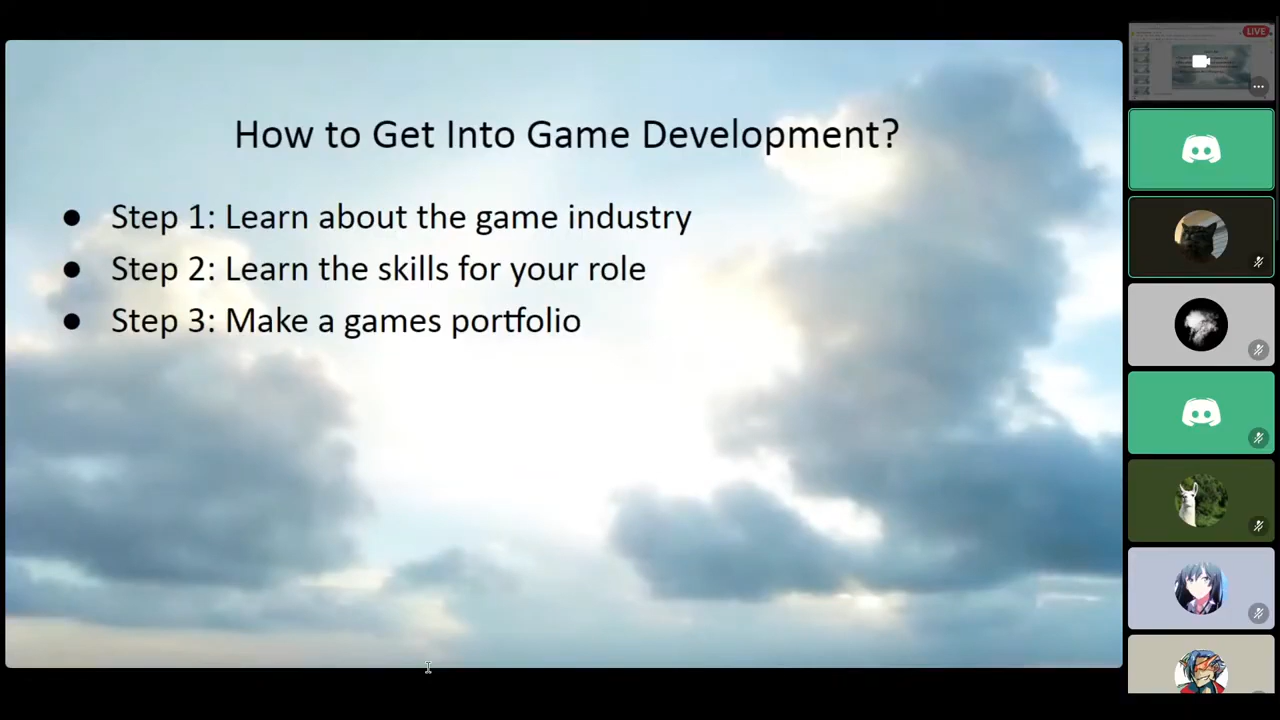 How to Get Into Game Development?
● Step 1: Learn about the game industry
● Step 2: Learn the skills for your role
● Step 3: Make a games portfolio
LIVE